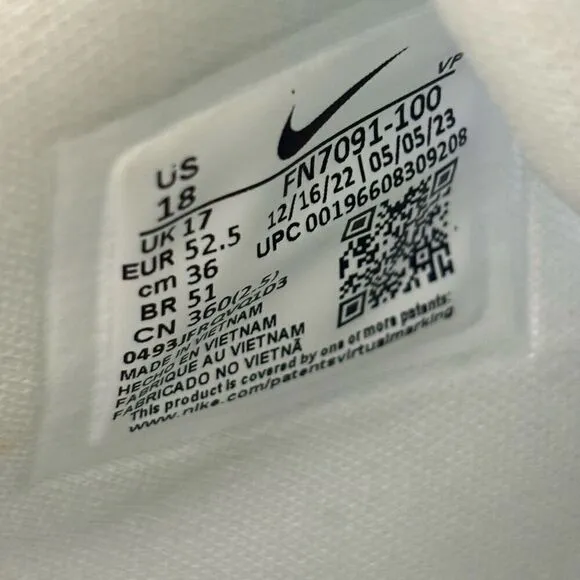 VP
US
18
FN7091-100
12/16/22 | 05/05/23
UPC 00196608309208
UK 17
EUR 52.5
cm 36
BR 51
CN 360(2.5)
0493JFRQVQ1D3
MADE IN VIETNAM
HECHO EN VIETNAM
FABRIQUE AU VIETNAM
FABRICADO NO VIETNÃ
This product is covered by one or more patents:
www.nike.com/patentsvirtualmarking